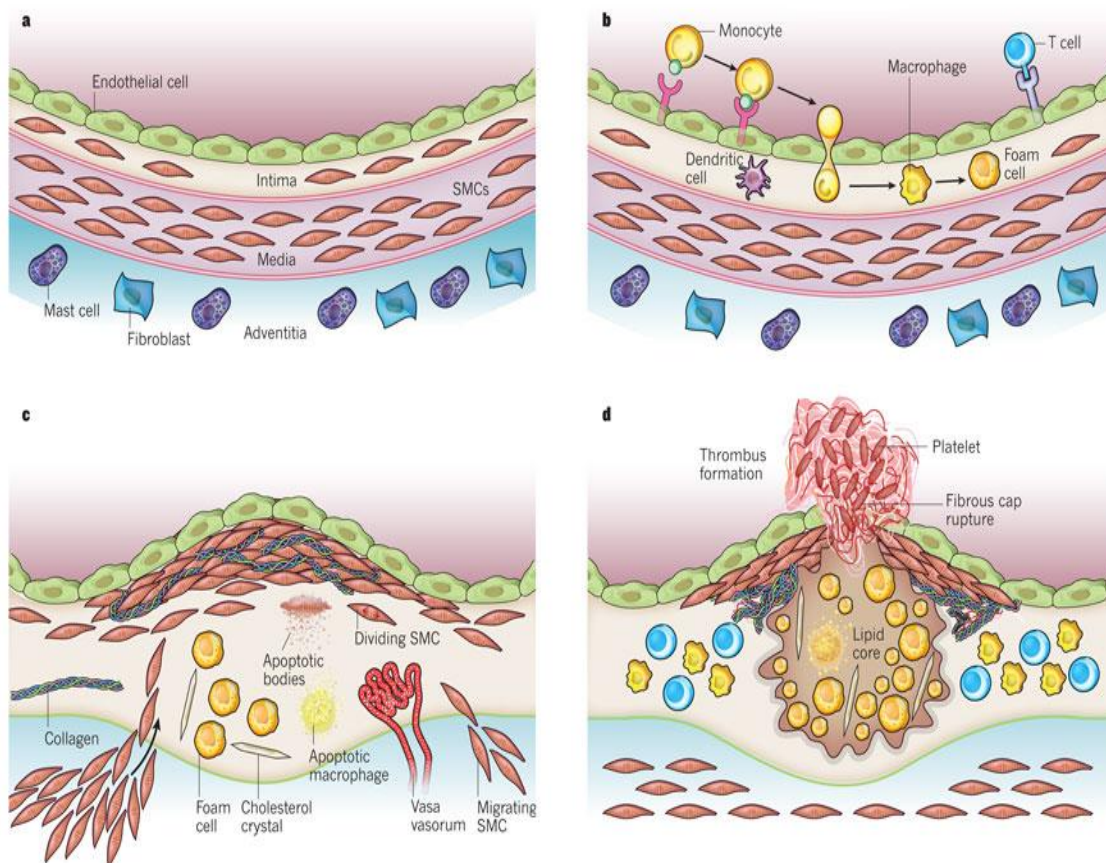 a
Endothelial cell
Intima
SMCs
Media
Mast cell
Fibroblast
Adventitia
b
Monocyte
T cell
Macrophage
Dendritic
cell
Foam
cell
c
Dividing SMC
Apoptotic
bodies
Collagen
Apoptotic
macrophage
Foam
cell
Cholesterol
crystal
Vasa
vasorum
Migrating
SMC
d
Thrombus
formation
Platelet
Fibrous cap
rupture
Lipid
core